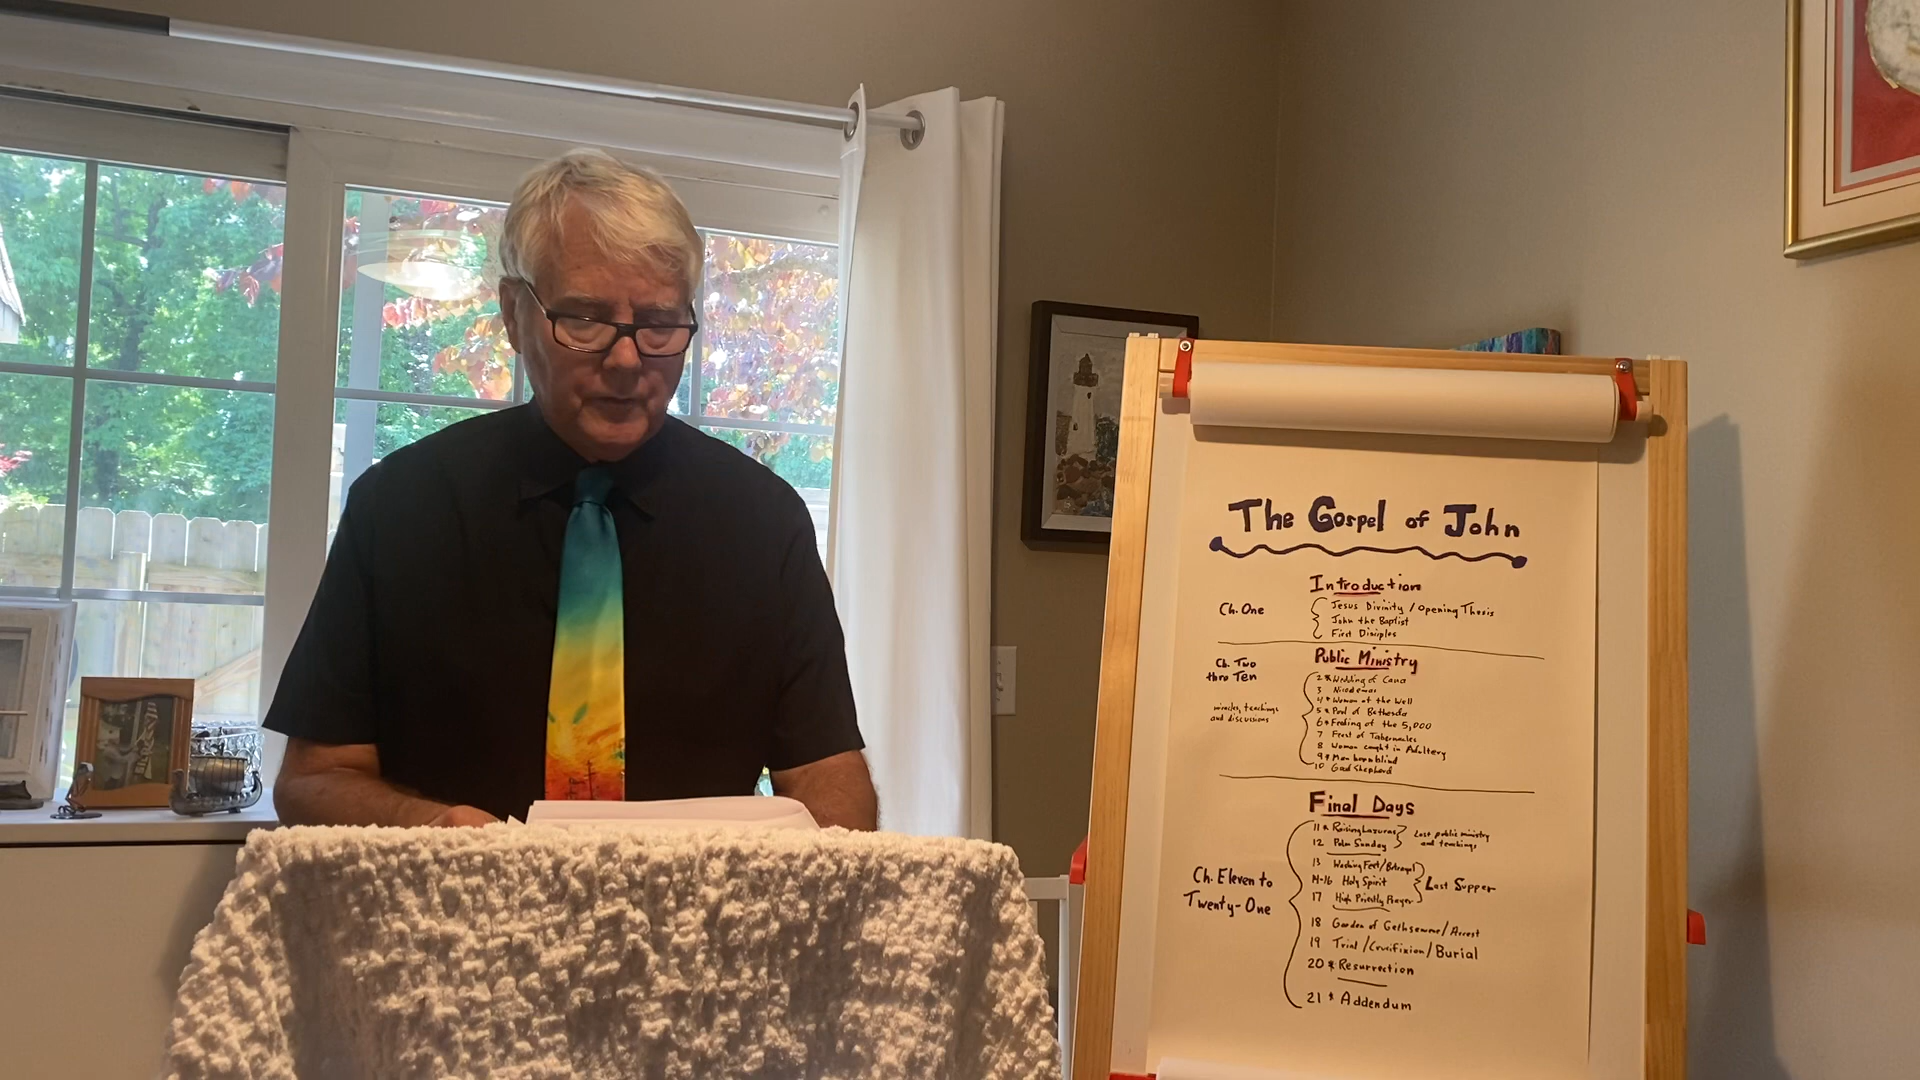 The Gospel of John
Introduction
Ch. One
Jesus Divinity / Opening Thesis
John the Baptist
First Disciples
Public Ministry
Ch. Two
thru Ten
miracles, teachings
and discussions
2 * Wedding of Cana
3 Nicodemus
4 * Woman at the Well
5 * Pool of Bethesda
6 * Feeding of the 5,000
7 Feast of Tabernacles
8 Woman caught in Adultery
9 * Man born blind
10 Good Shepherd
Final Days
Ch. Eleven to
Twenty-One
11 * Raising Lazurus
12 Palm Sunday
Last public ministry
and teachings
13 Washing Feet/Betrayal
14-16 Holy Spirit
17 High Priestly Prayer
Last Supper
18 Garden of Gethsemene/Arrest
19 Trial/Crucifixion/Burial
20 * Resurrection
21 * Addendum